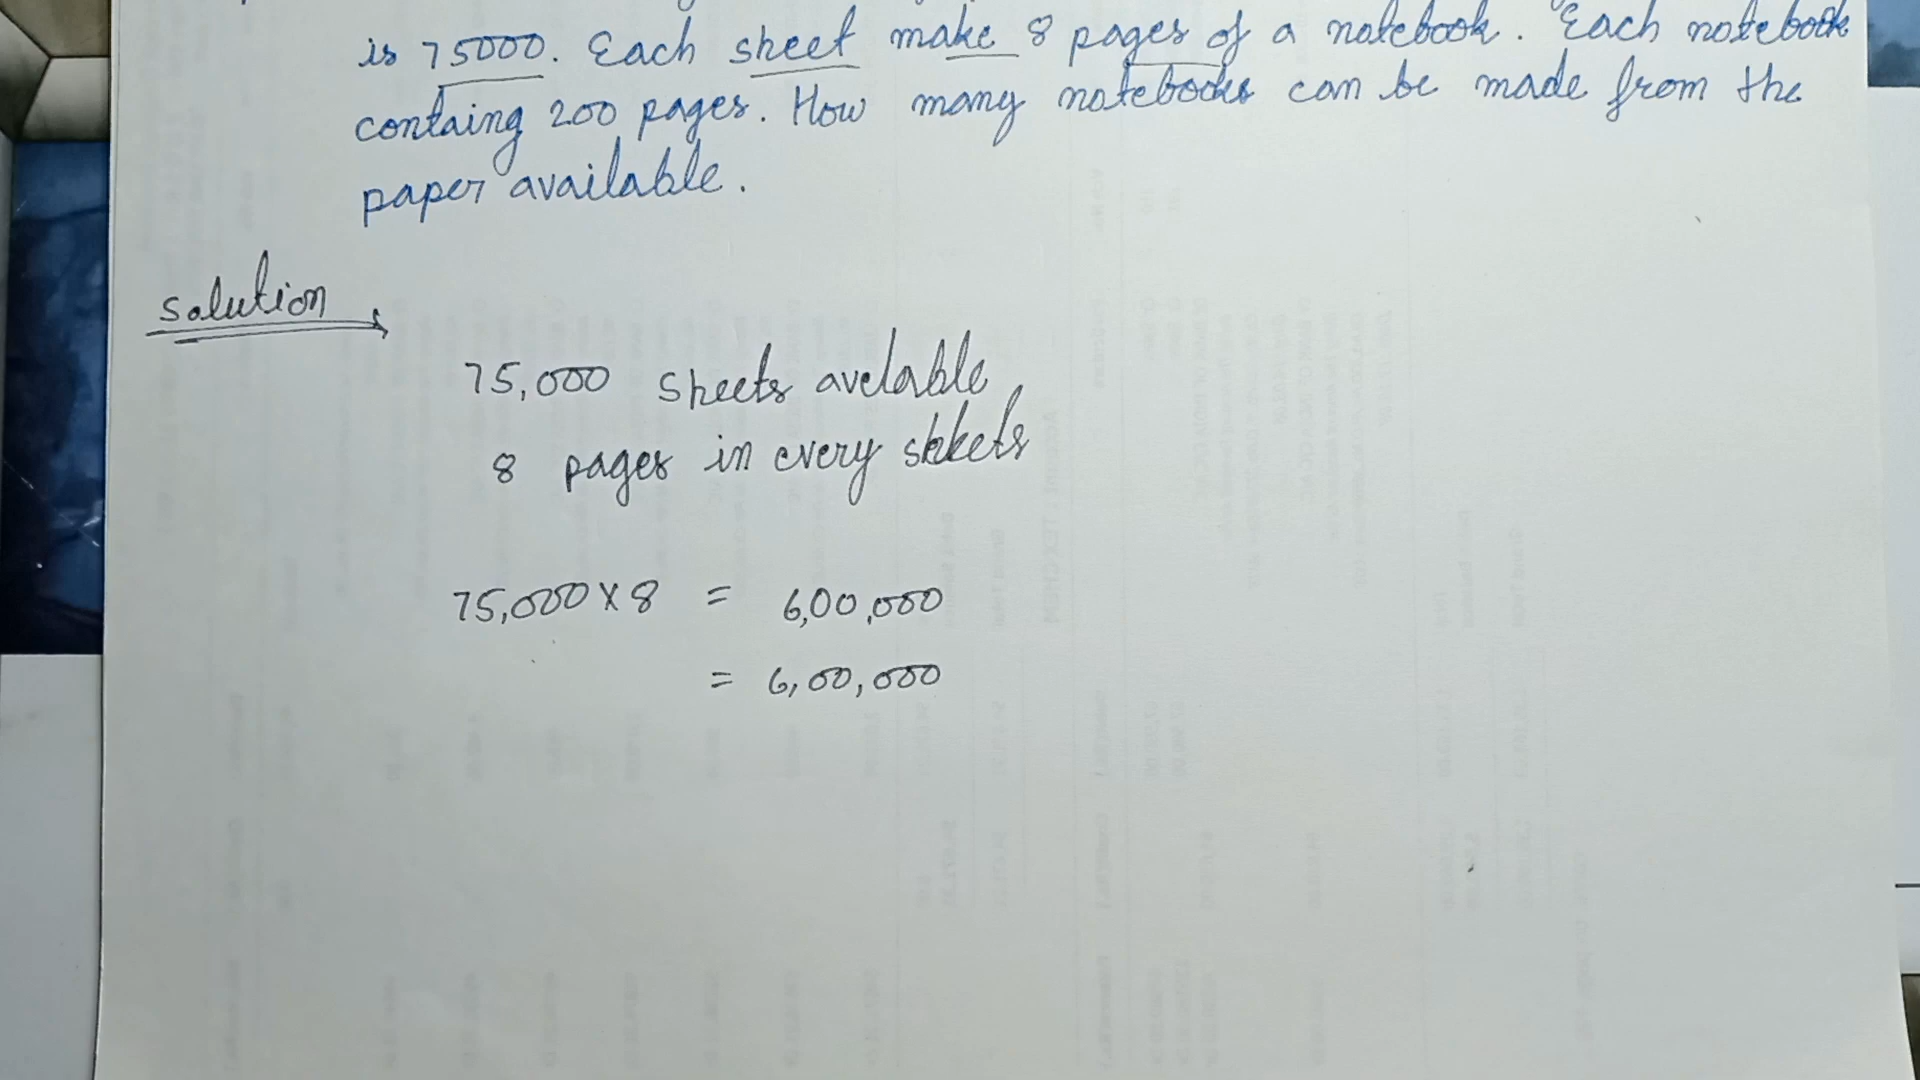 is 75000. Each sheet make 8 pages of a notebook. Each notebook
containg 200 pages. How many notebooks can be made from the
paper available.
Solution
75,000 Sheets avelable
8 pages in every
75,000 x 8 = 6,00,000
= 6,00,000